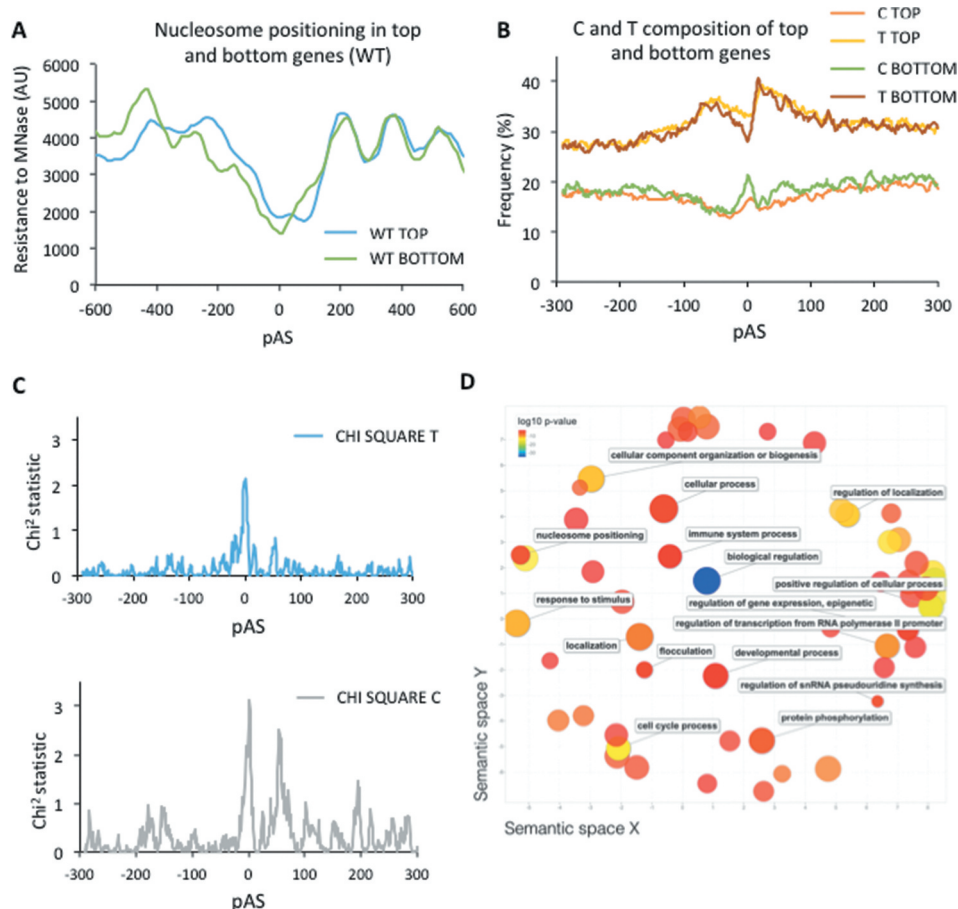 A
Nucleosome positioning in top
and bottom genes (WT)
Resistance to MNase (AU)
6000
5000
4000
3000
2000
1000
0
WT TOP
WT BOTTOM
-600 -400 -200 0 200 400 600
pAS
B
C and T composition of top
and bottom genes
C TOP
T TOP
C BOTTOM
T BOTTOM
Frequency (%)
40
30
20
10
0
-300 -200 -100 0 100 200 300
pAS
C
CHI SQUARE T
Chi² statistic
3
2
1
0
-300 -200 -100 0 100 200 300
pAS
CHI SQUARE C
Chi² statistic
3
2
1
0
-300 -200 -100 0 100 200 300
pAS
D
log10 p-value
cellular component organization or biogenesis
cellular process
regulation of localization
nucleosome positioning
immune system process
biological regulation
positive regulation of cellular process
response to stimulus
regulation of gene expression, epigenetic
regulation of transcription from RNA polymerase II promoter
localization
flocculation
developmental process
regulation of snRNA pseudouridine synthesis
cell cycle process
protein phosphorylation
Semantic space Y
Semantic space X